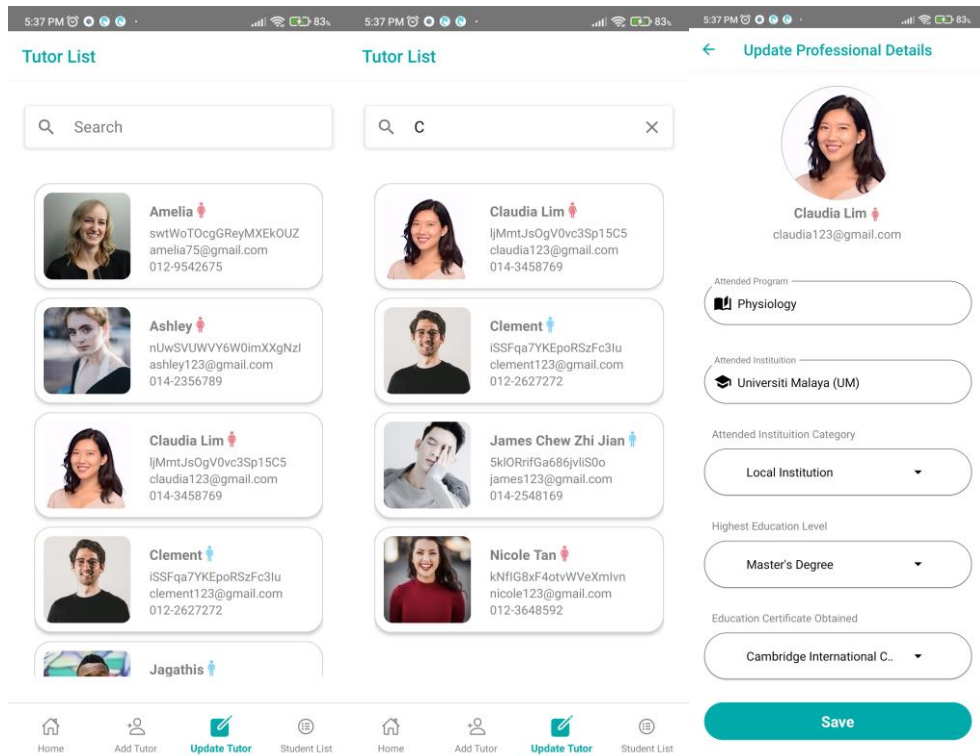 5:37 PM
83%
Tutor List
Search
Amelia
swtWoTOcgGReyMXEkOUZ
amelia75@gmail.com
012-9542675
Ashley
nUwSVUWVY6W0imXXgNzI
ashley123@gmail.com
014-2356789
Claudia Lim
ljMmtJsOgV0vc3Sp15C5
claudia123@gmail.com
014-3458769
Clement
iSSFqa7YKEpoRSzFc3Iu
clement123@gmail.com
012-2627272
Jagathis
Home
Add Tutor
Update Tutor
Student List
5:37 PM
83%
Tutor List
C
Claudia Lim
ljMmtJsOgV0vc3Sp15C5
claudia123@gmail.com
014-3458769
Clement
iSSFqa7YKEpoRSzFc3Iu
clement123@gmail.com
012-2627272
James Chew Zhi Jian
5klORrifGa686jvliS0o
james123@gmail.com
014-2548169
Nicole Tan
kNfIG8xF4otvWVeXmIvn
nicole123@gmail.com
012-3648592
Home
Add Tutor
Update Tutor
Student List
5:37 PM
83%
Update Professional Details
Claudia Lim
claudia123@gmail.com
Attended Program
Physiology
Attended Instituition
Universiti Malaya (UM)
Attended Instituition Category
Local Institution
Highest Education Level
Master's Degree
Education Certificate Obtained
Cambridge International C..
Save